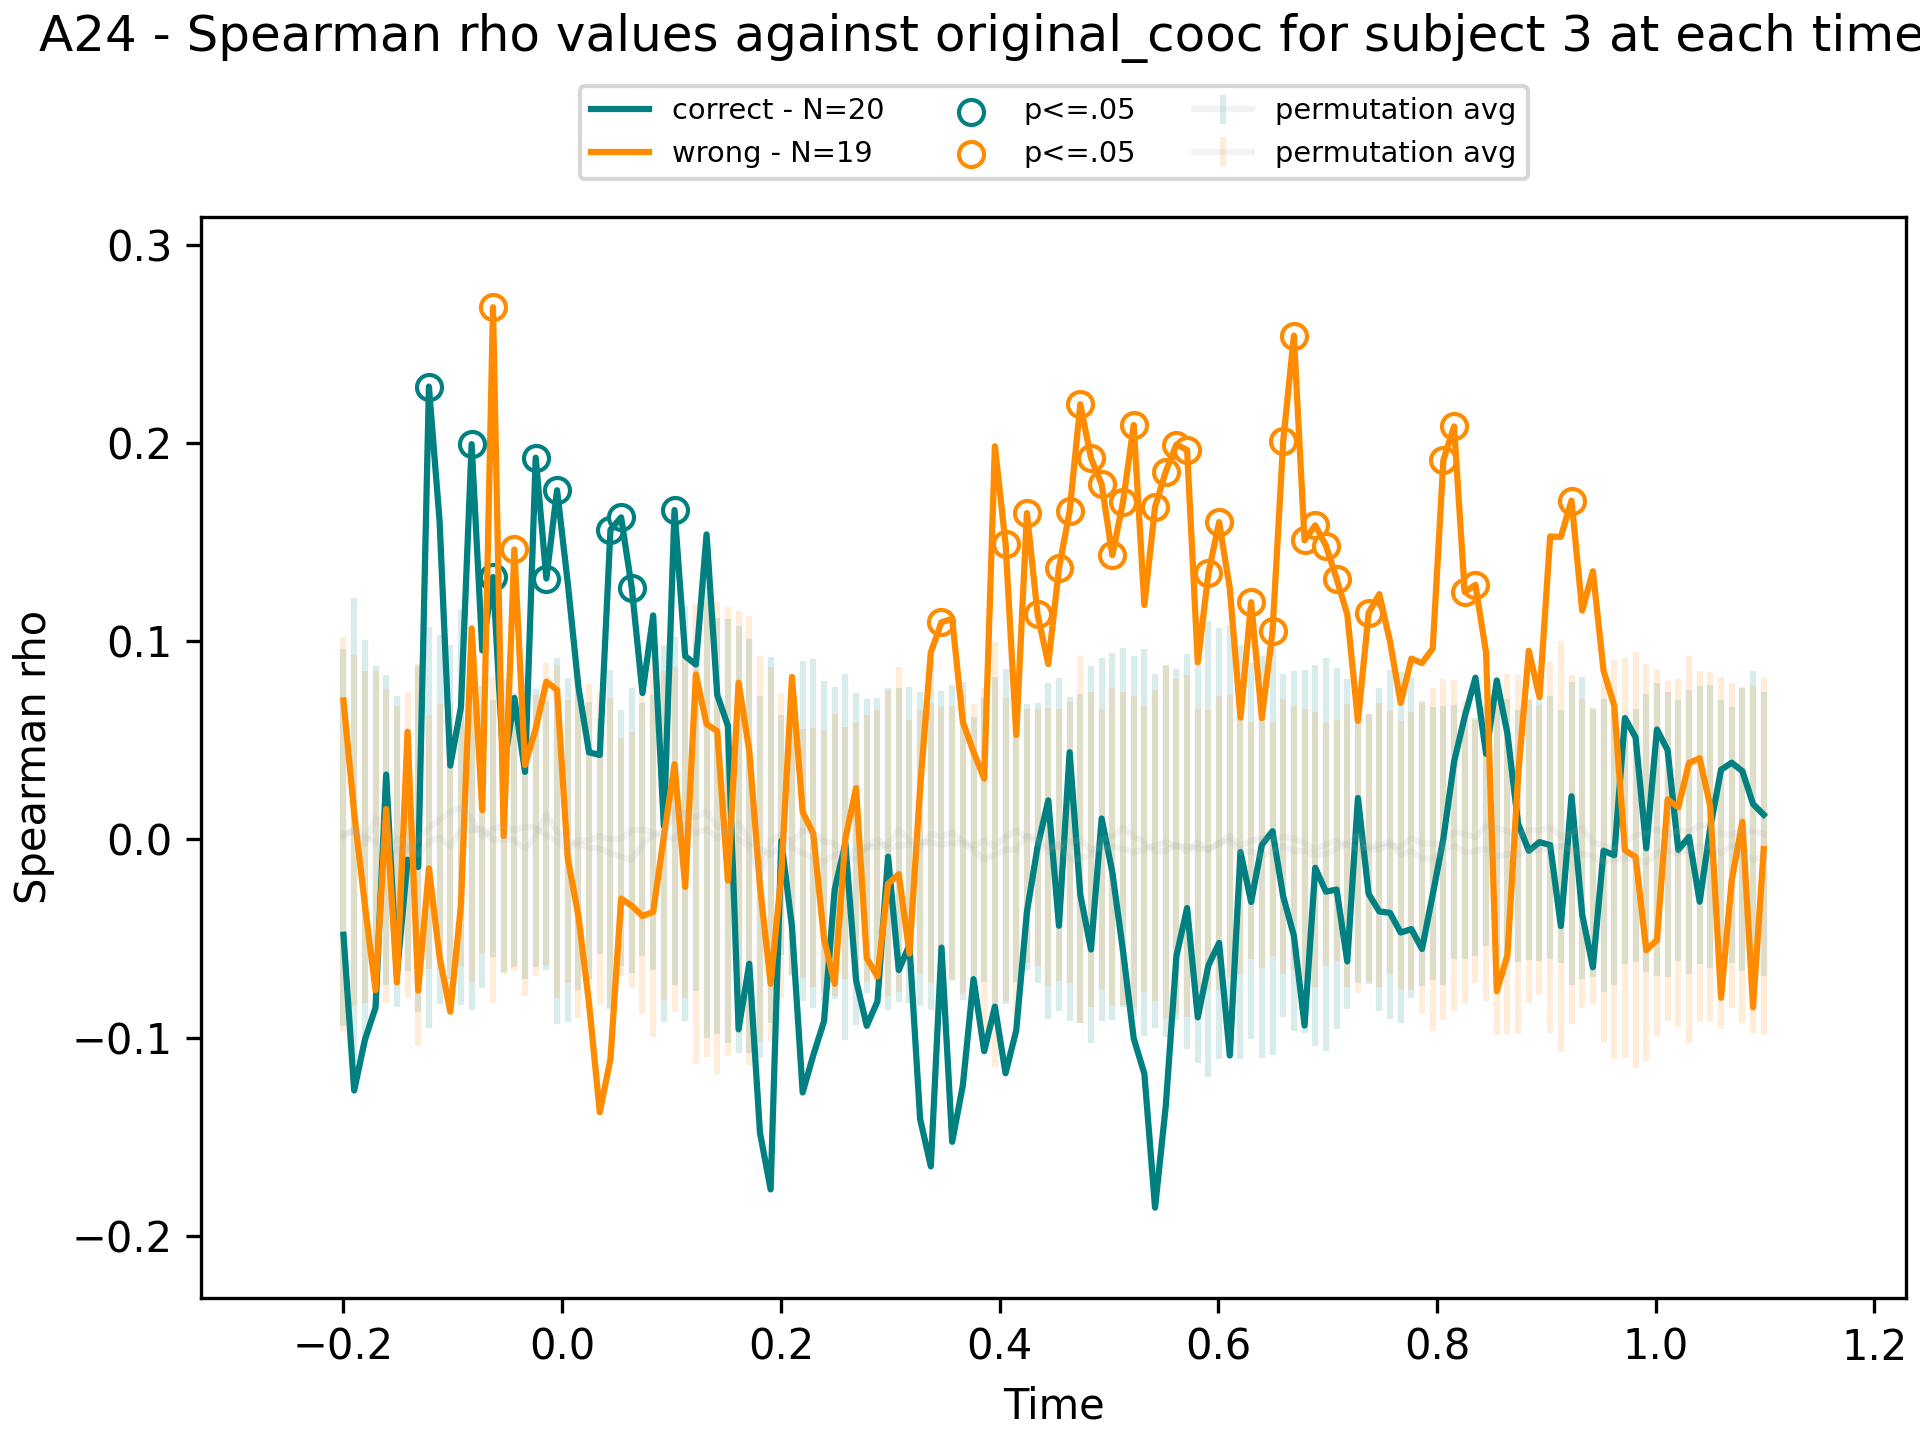 A24 - Spearman rho values against original_cooc for subject 3 at each time
correct - N=20
wrong - N=19
p<=.05
p<=.05
permutation avg
permutation avg
0.3
0.2
0.1
0.0
−0.1
−0.2
Spearman rho
−0.2 0.0 0.2 0.4 0.6 0.8 1.0 1.2
Time